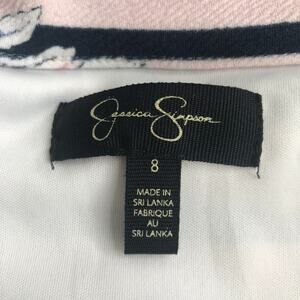 Jessica Simpson
8
MADE IN
SRI LANKA
FABRIQUE
AU
SRI LANKA